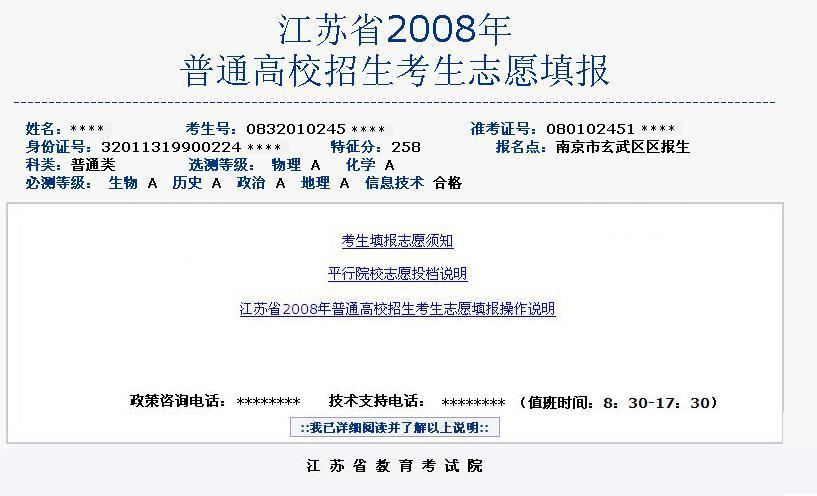 江苏省2008年
普通高校招生考生志愿填报
姓名：**** 考生号：0832010245 **** 准考证号：080102451 ****
身份证号：32011319900224 **** 特征分：258 报名点：南京市玄武区区报生
科类：普通类 选测等级： 物理 A 化学 A
必测等级： 生物 A 历史 A 政治 A 地理 A 信息技术 合格
考生填报志愿须知
平行院校志愿投档说明
江苏省2008年普通高校招生考生志愿填报操作说明
政策咨询电话：******** 技术支持电话： ******** （值班时间：8：30-17：30）
::我已详细阅读并了解以上说明::
江 苏 省 教 育 考 试 院